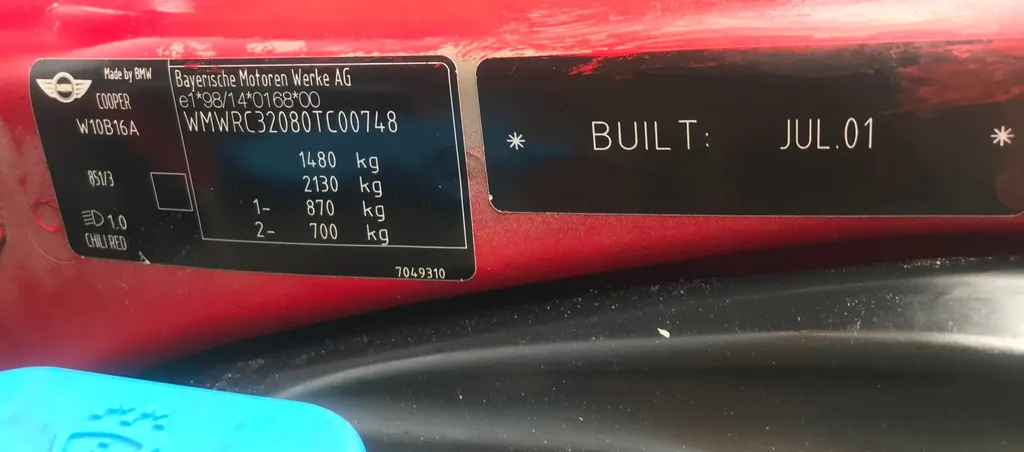 Made by BMW
COOPER
W10B16A
851/3
1.0
CHILI RED
Bayerische Motoren Werke AG
e1*98/14*0168*00
WMWRC32080TC00748
1480 kg
2130 kg
1- 870 kg
2- 700 kg
7049310
* BUILT: JUL.01 *